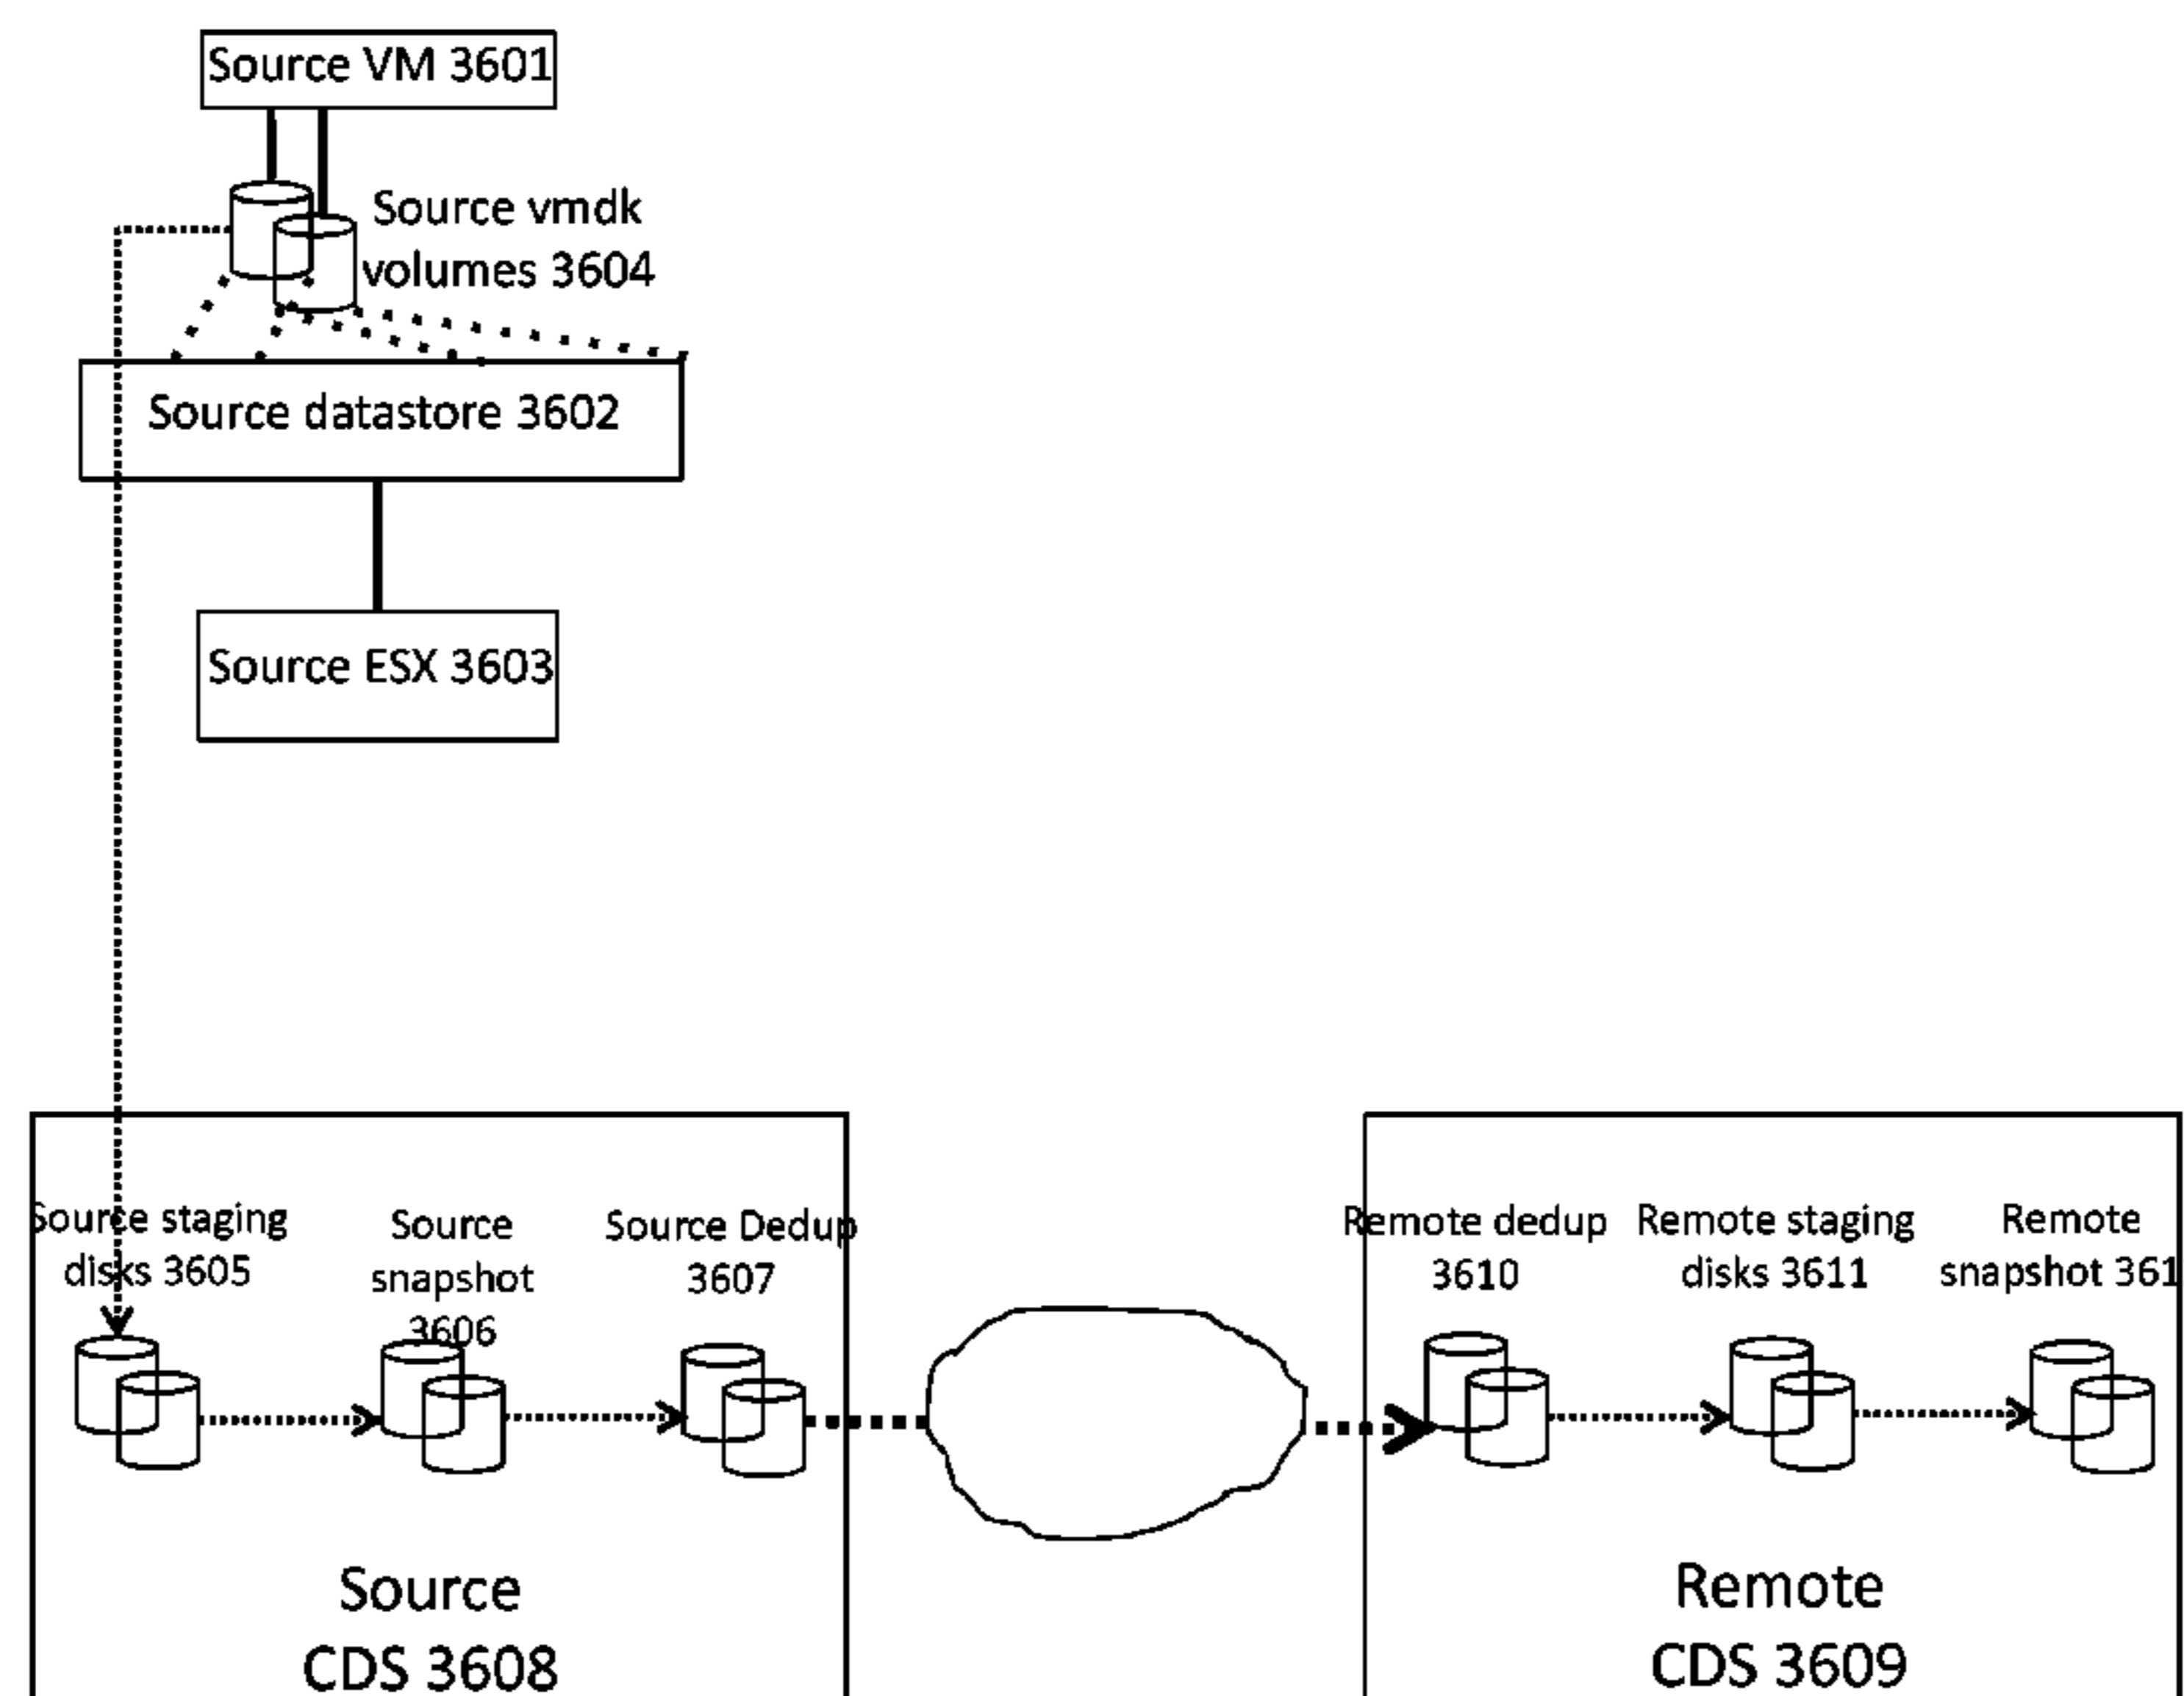 Source VM 3601
Source vmdk
volumes 3604
Source datastore 3602
Source ESX 3603
Source staging
disks 3605
Source
snapshot
3606
Source Dedup
3607
Remote dedup
3610
Remote staging
disks 3611
Remote
snapshot 361
Source
CDS 3608
Remote
CDS 3609